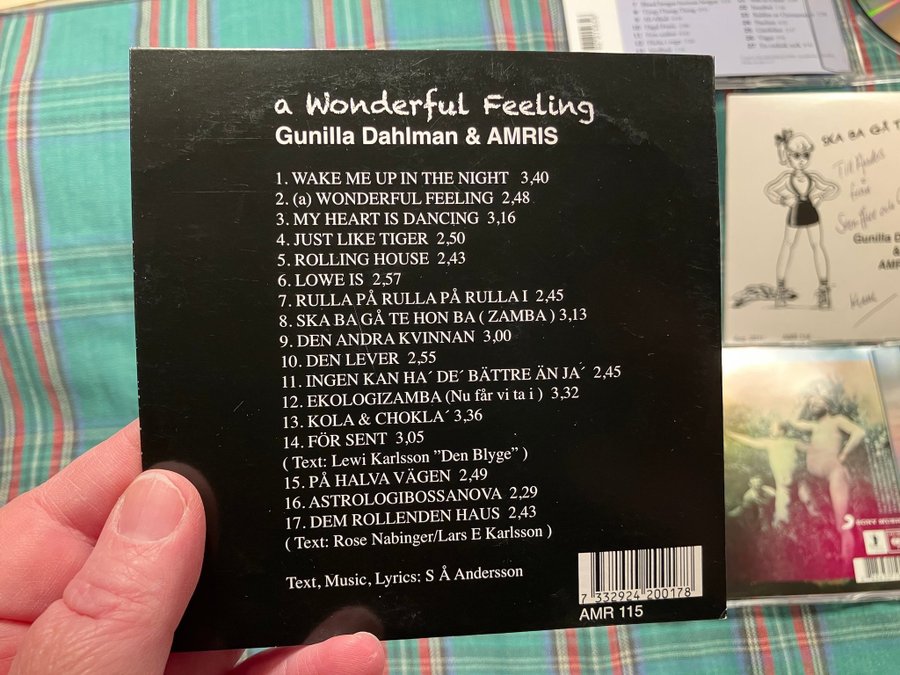 a Wonderful Feeling
Gunilla Dahlman & AMRIS
1. WAKE ME UP IN THE NIGHT 3,40
2. (a) WONDERFUL FEELING 2,48
3. MY HEART IS DANCING 3,16
4. JUST LIKE TIGER 2,50
5. ROLLING HOUSE 2,43
6. LOWE IS 2,57
7. RULLA PÅ RULLA PÅ RULLA I 2,45
8. SKA BA GÅ TE HON BA ( ZAMBA ) 3,13
9. DEN ANDRA KVINNAN 3,00
10. DEN LEVER 2,55
11. INGEN KAN HA´ DE´ BÄTTRE ÄN JA´ 2,45
12. EKOLOGIZAMBA (Nu får vi ta i ) 3,32
13. KOLA & CHOKLA´ 3,36
14. FÖR SENT 3,05
( Text: Lewi Karlsson ”Den Blyge” )
15. PÅ HALVA VÄGEN 2,49
16. ASTROLOGIBOSSANOVA 2,29
17. DEM ROLLENDEN HAUS 2,43
( Text: Rose Nabinger/Lars E Karlsson )
Text, Music, Lyrics: S Å Andersson
7 332924 200178
AMR 115
SKA BA GÅ T
Till
från
Gunilla D
&
AMR
SONY MUSI